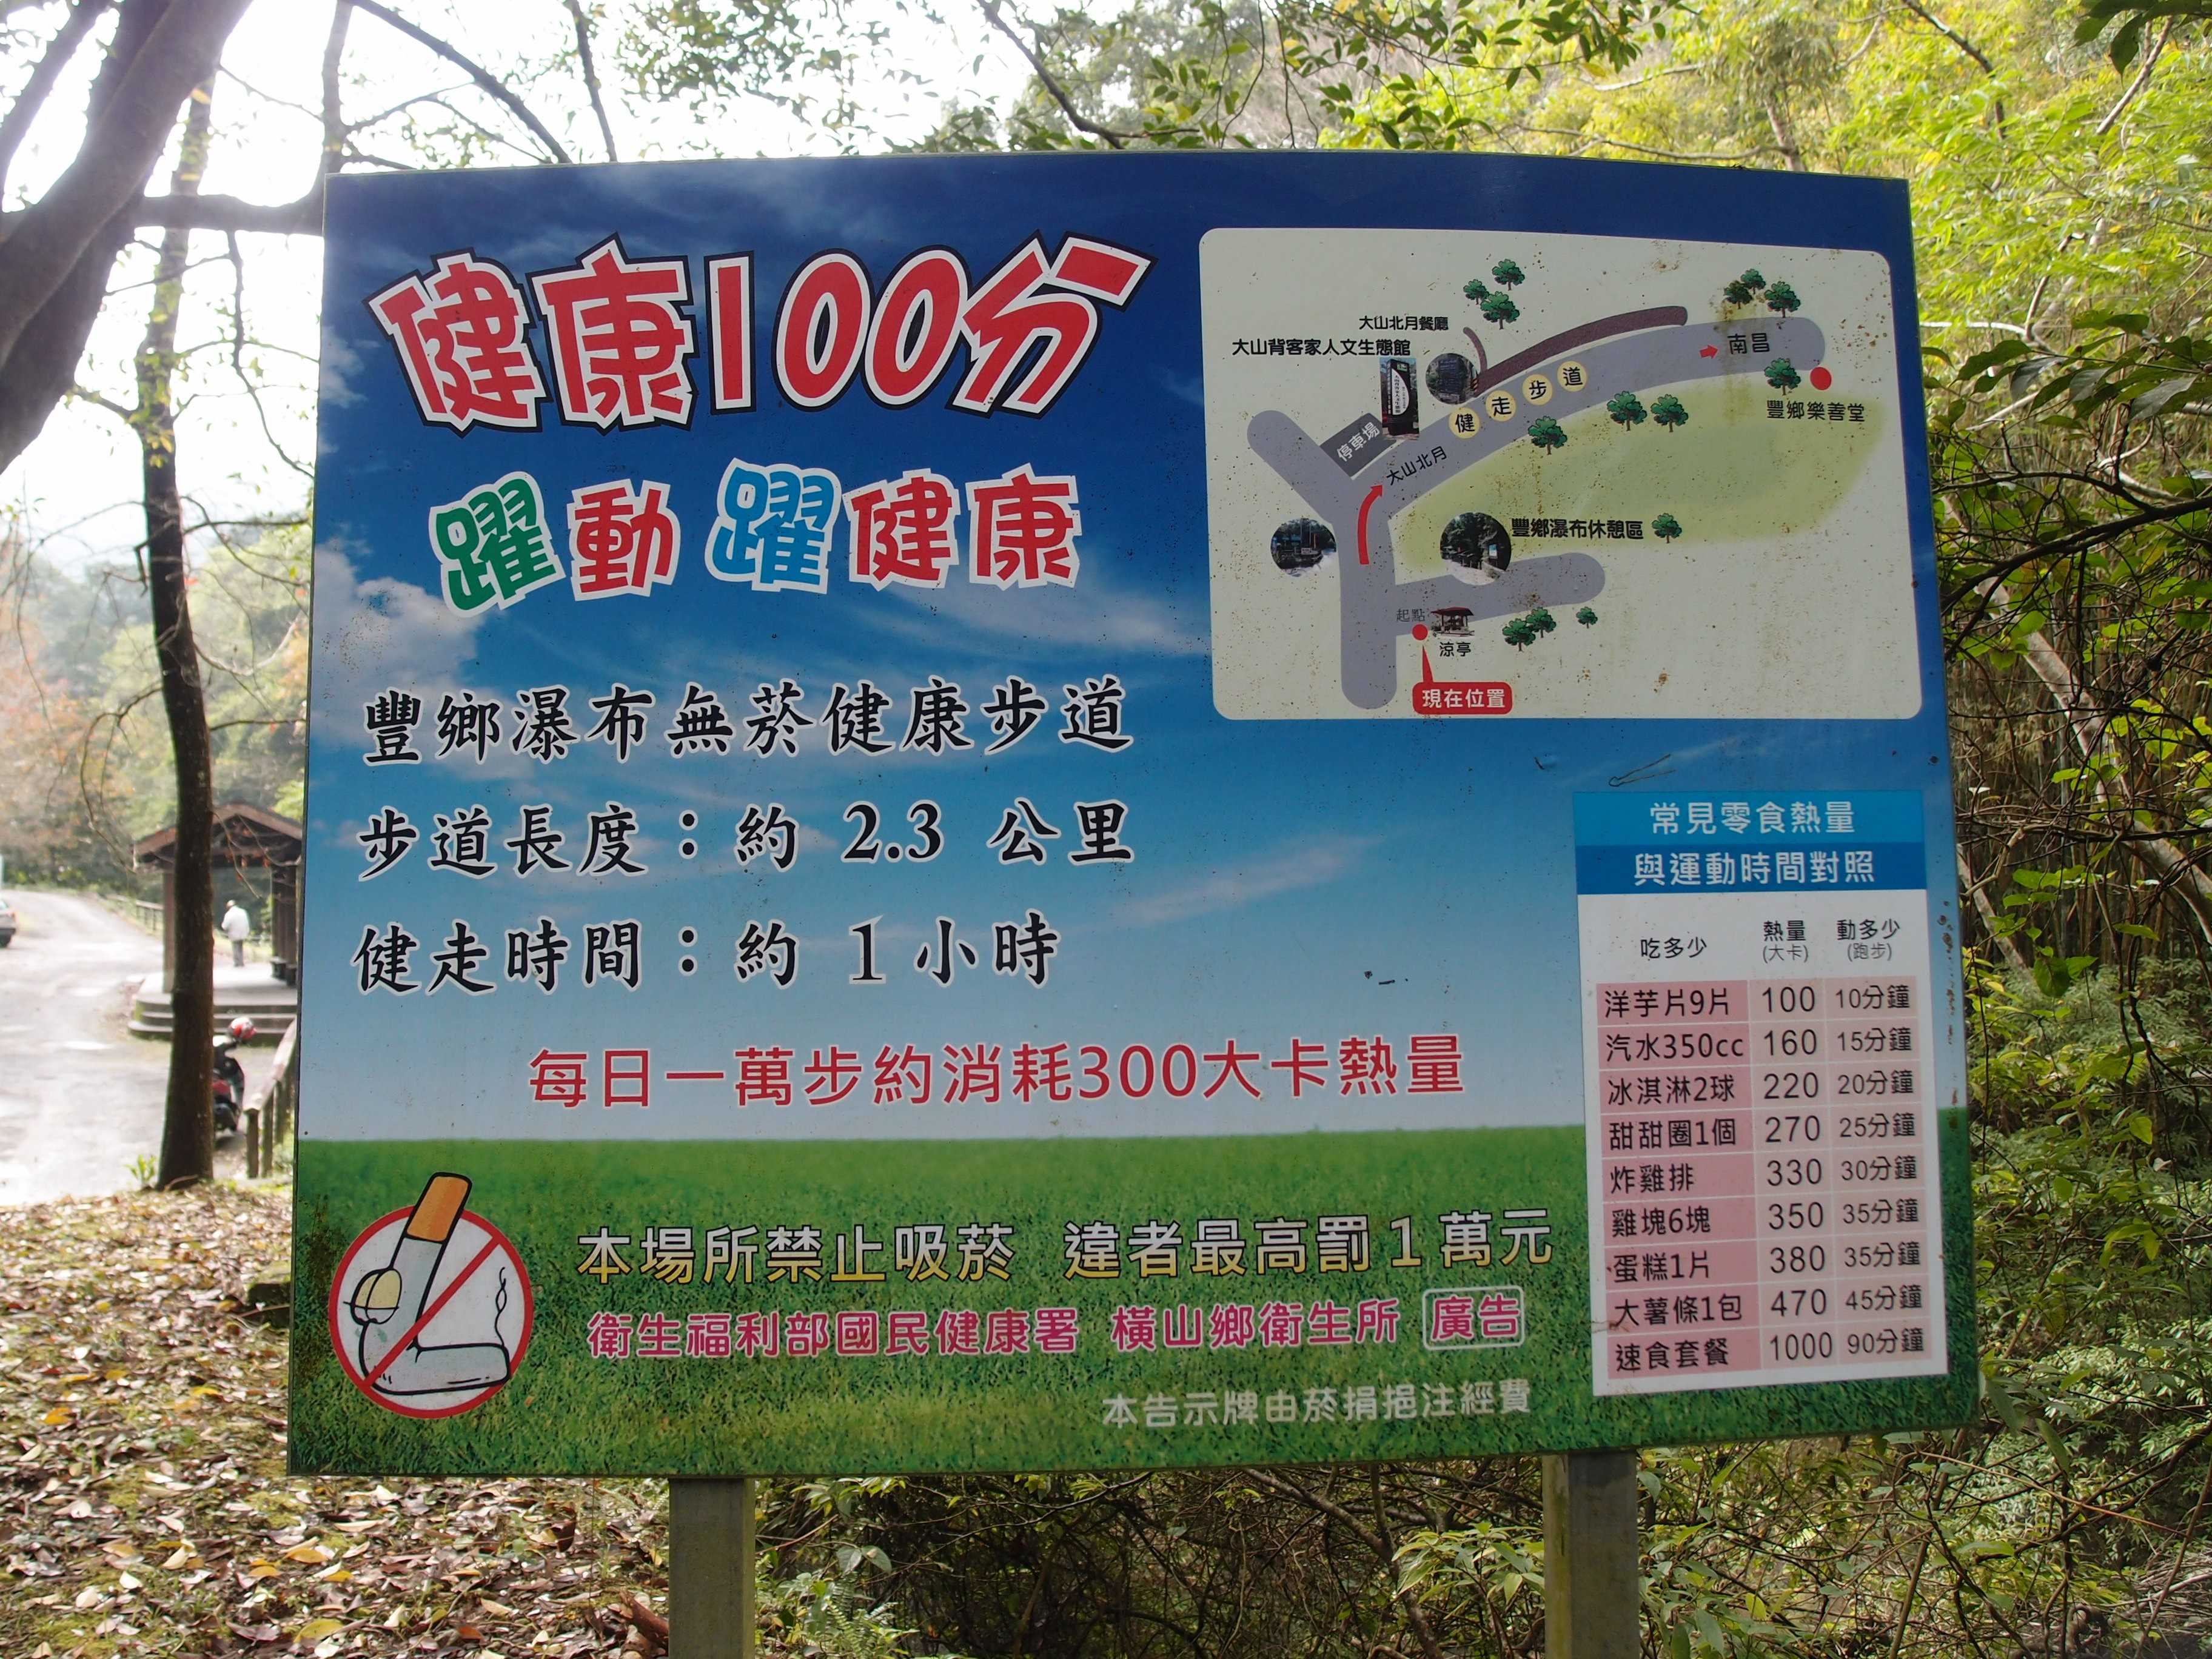 健康100分
躍動 躍健康
豐鄉瀑布無菸健康步道
步道長度：約 2.3 公里
健走時間：約 1 小時
每日一萬步約消耗300大卡熱量
本場所禁止吸菸 違者最高罰1萬元
衛生福利部國民健康署 橫山鄉衛生所 廣告
本告示牌由菸捐挹注經費
大山北月餐廳
大山背客家人文生態館
停車場
大山北月
健走步道
南昌
豐鄉樂善堂
豐鄉瀑布休憩區
起點
涼亭
現在位置
常見零食熱量
與運動時間對照
吃多少 熱量(大卡) 動多少(跑步)
洋芋片9片 100 10分鐘
汽水350cc 160 15分鐘
冰淇淋2球 220 20分鐘
甜甜圈1個 270 25分鐘
炸雞排 330 30分鐘
雞塊6塊 350 35分鐘
蛋糕1片 380 35分鐘
大薯條1包 470 45分鐘
速食套餐 1000 90分鐘